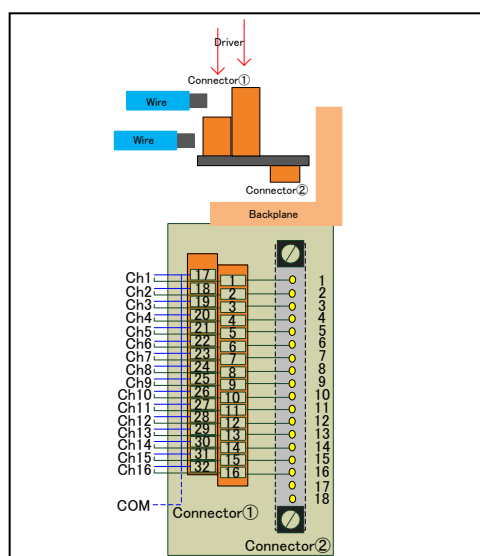 Driver
Connector①
Wire
Wire
Connector②
Backplane
Ch1 17 1 1
Ch2 18 2 2
Ch3 19 3 3
Ch4 20 4 4
Ch5 21 5 5
Ch6 22 6 6
Ch7 23 7 7
Ch8 24 8 8
Ch9 25 9 9
Ch10 26 10 10
Ch11 27 11 11
Ch12 28 12 12
Ch13 29 13 13
Ch14 30 14 14
Ch15 31 15 15
Ch16 32 16 16
17
18
COM
Connector①
Connector②